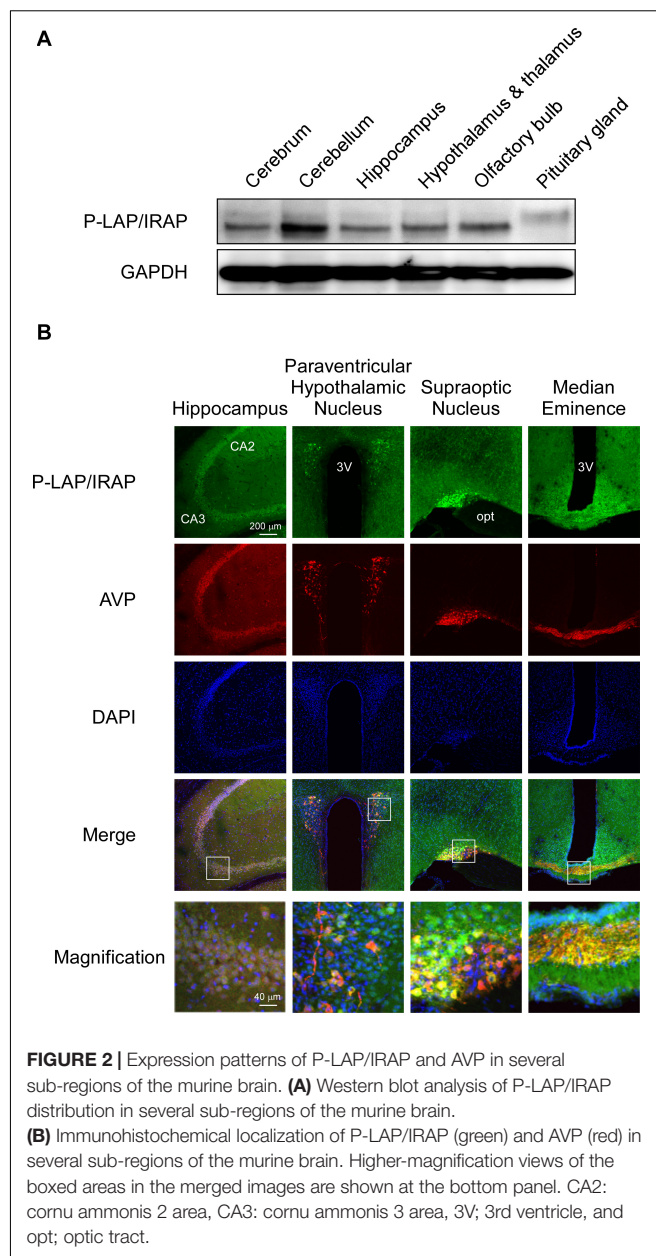 A
Cerebrum
Cerebellum
Hippocampus
Hypothalamus & thalamus
Olfactory bulb
Pituitary gland
P-LAP/IRAP
GAPDH
B
Hippocampus
Paraventricular
Hypothalamic
Nucleus
Supraoptic
Nucleus
Median
Eminence
P-LAP/IRAP
CA2
CA3
200 μm
3V
opt
3V
AVP
DAPI
Merge
Magnification
40 μm
FIGURE 2 | Expression patterns of P-LAP/IRAP and AVP in several
sub-regions of the murine brain. (A) Western blot analysis of P-LAP/IRAP
distribution in several sub-regions of the murine brain.
(B) Immunohistochemical localization of P-LAP/IRAP (green) and AVP (red) in
several sub-regions of the murine brain. Higher-magnification views of the
boxed areas in the merged images are shown at the bottom panel. CA2:
cornu ammonis 2 area, CA3: cornu ammonis 3 area, 3V; 3rd ventricle, and
opt; optic tract.